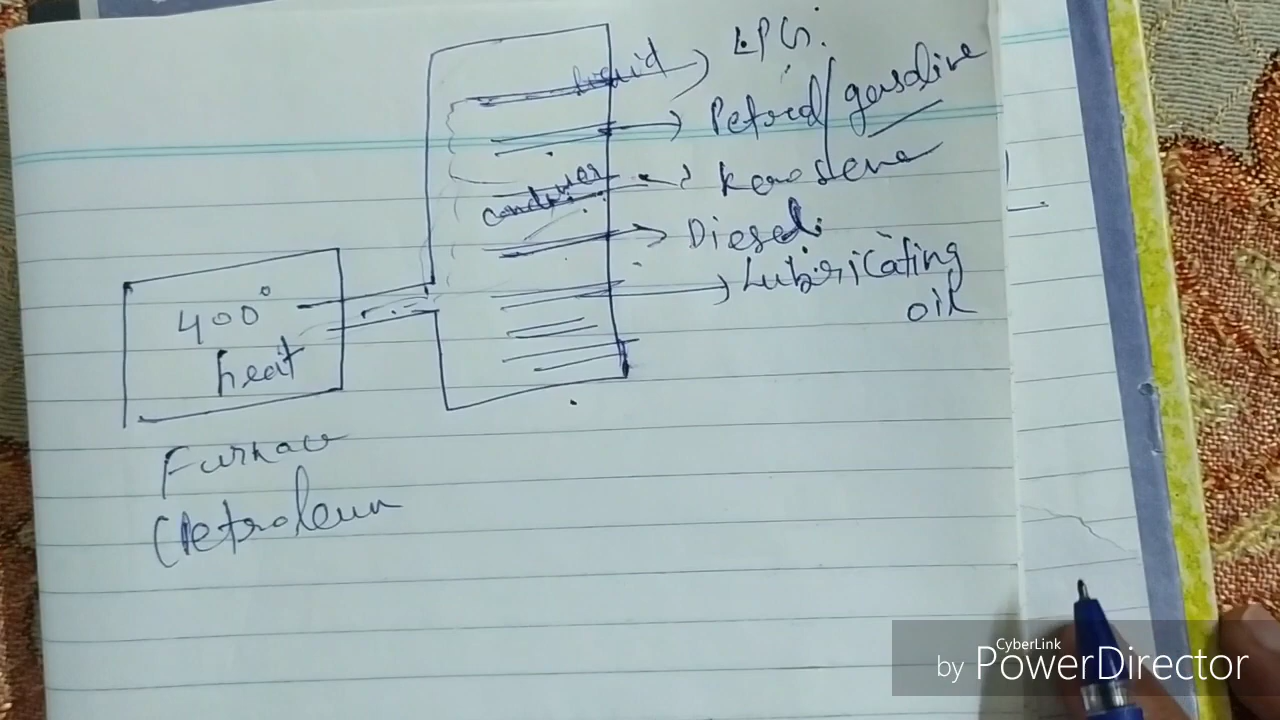 liquid
LPG.
Petrol/gasoline
Kerosene
condenser
Diesel
Lubricating
oil
400°
heat
Furnace
(Petroleum
CyberLink
by PowerDirector